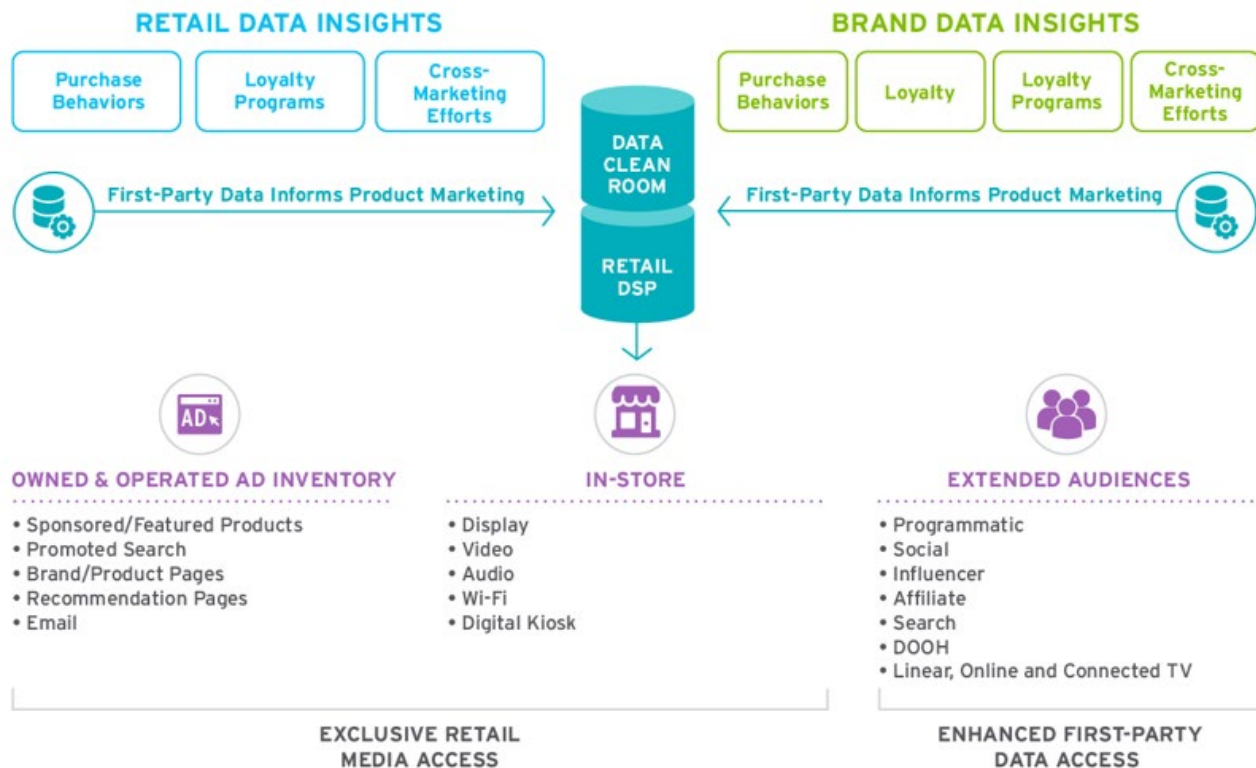 RETAIL DATA INSIGHTS
Purchase
Behaviors
Loyalty
Programs
Cross-
Marketing
Efforts
BRAND DATA INSIGHTS
Purchase
Behaviors
Loyalty
Loyalty
Programs
Cross-
Marketing
Efforts
First-Party Data Informs Product Marketing
DATA
CLEAN
ROOM
First-Party Data Informs Product Marketing
RETAIL
DSP
AD
OWNED & OPERATED AD INVENTORY
• Sponsored/Featured Products
• Promoted Search
• Brand/Product Pages
• Recommendation Pages
• Email
IN-STORE
• Display
• Video
• Audio
• Wi-Fi
• Digital Kiosk
EXTENDED AUDIENCES
• Programmatic
• Social
• Influencer
• Affiliate
• Search
• DOOH
• Linear, Online and Connected TV
EXCLUSIVE RETAIL
MEDIA ACCESS
ENHANCED FIRST-PARTY
DATA ACCESS